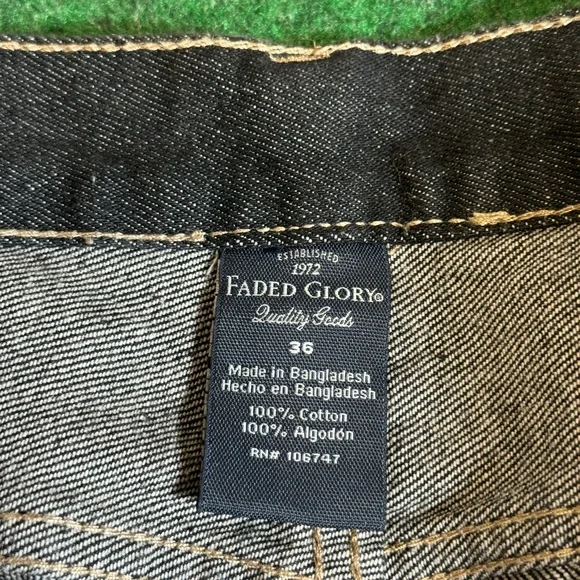 ESTABLISHED
1972
FADED GLORY®
Quality Goods
36
Made in Bangladesh
Hecho en Bangladesh
100% Cotton
100% Algodón
RN# 106747